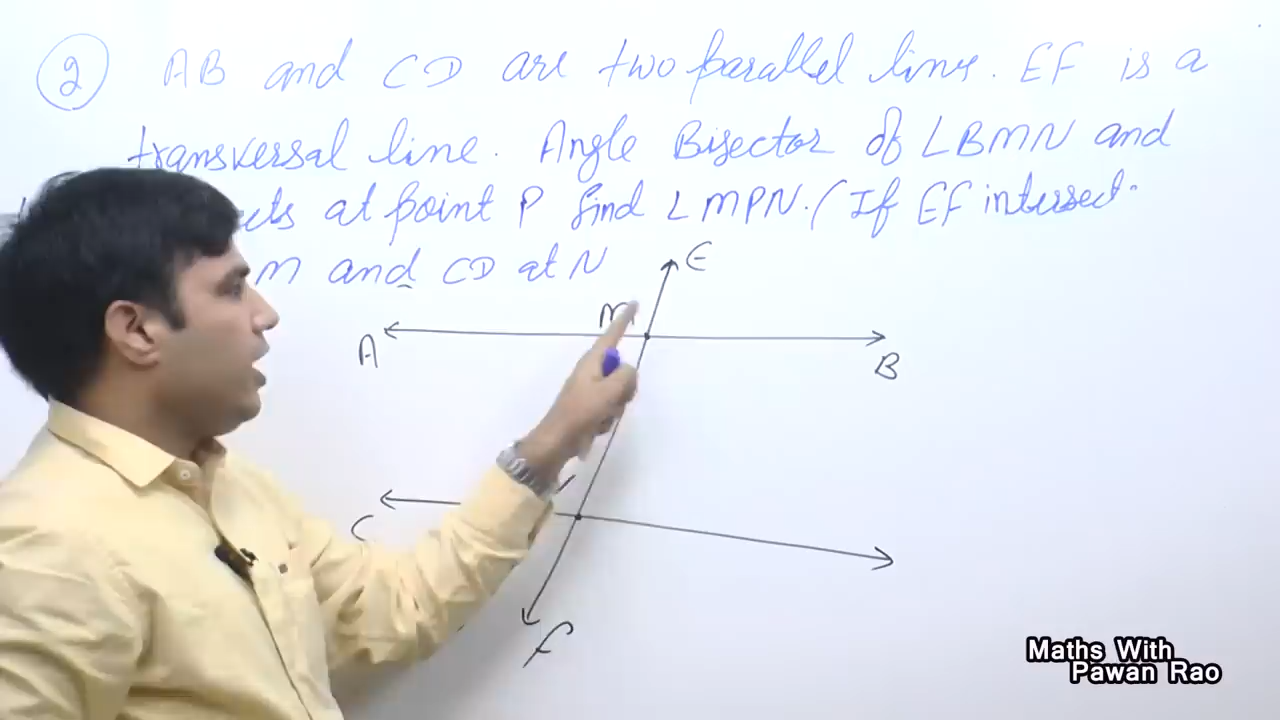 2 AB and CD are two parallel line. EF is a
transversal line. Angle Bisector of ∠BMN and
at point P find ∠MPN. (If EF intersect
M and CD at N
E
M
A
B
C
F
Maths With
Pawan Rao